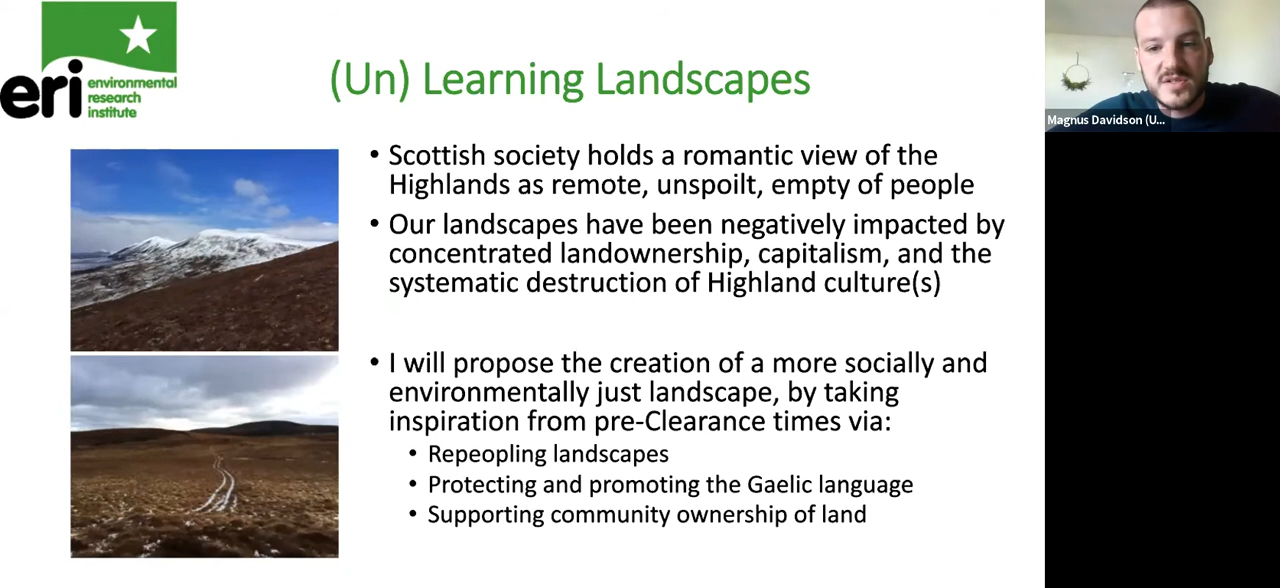 eri environmental
research
institute
(Un) Learning Landscapes
• Scottish society holds a romantic view of the
Highlands as remote, unspoilt, empty of people
• Our landscapes have been negatively impacted by
concentrated landownership, capitalism, and the
systematic destruction of Highland culture(s)
• I will propose the creation of a more socially and
environmentally just landscape, by taking
inspiration from pre-Clearance times via:
• Repeopling landscapes
• Protecting and promoting the Gaelic language
• Supporting community ownership of land
Magnus Davidson (U...